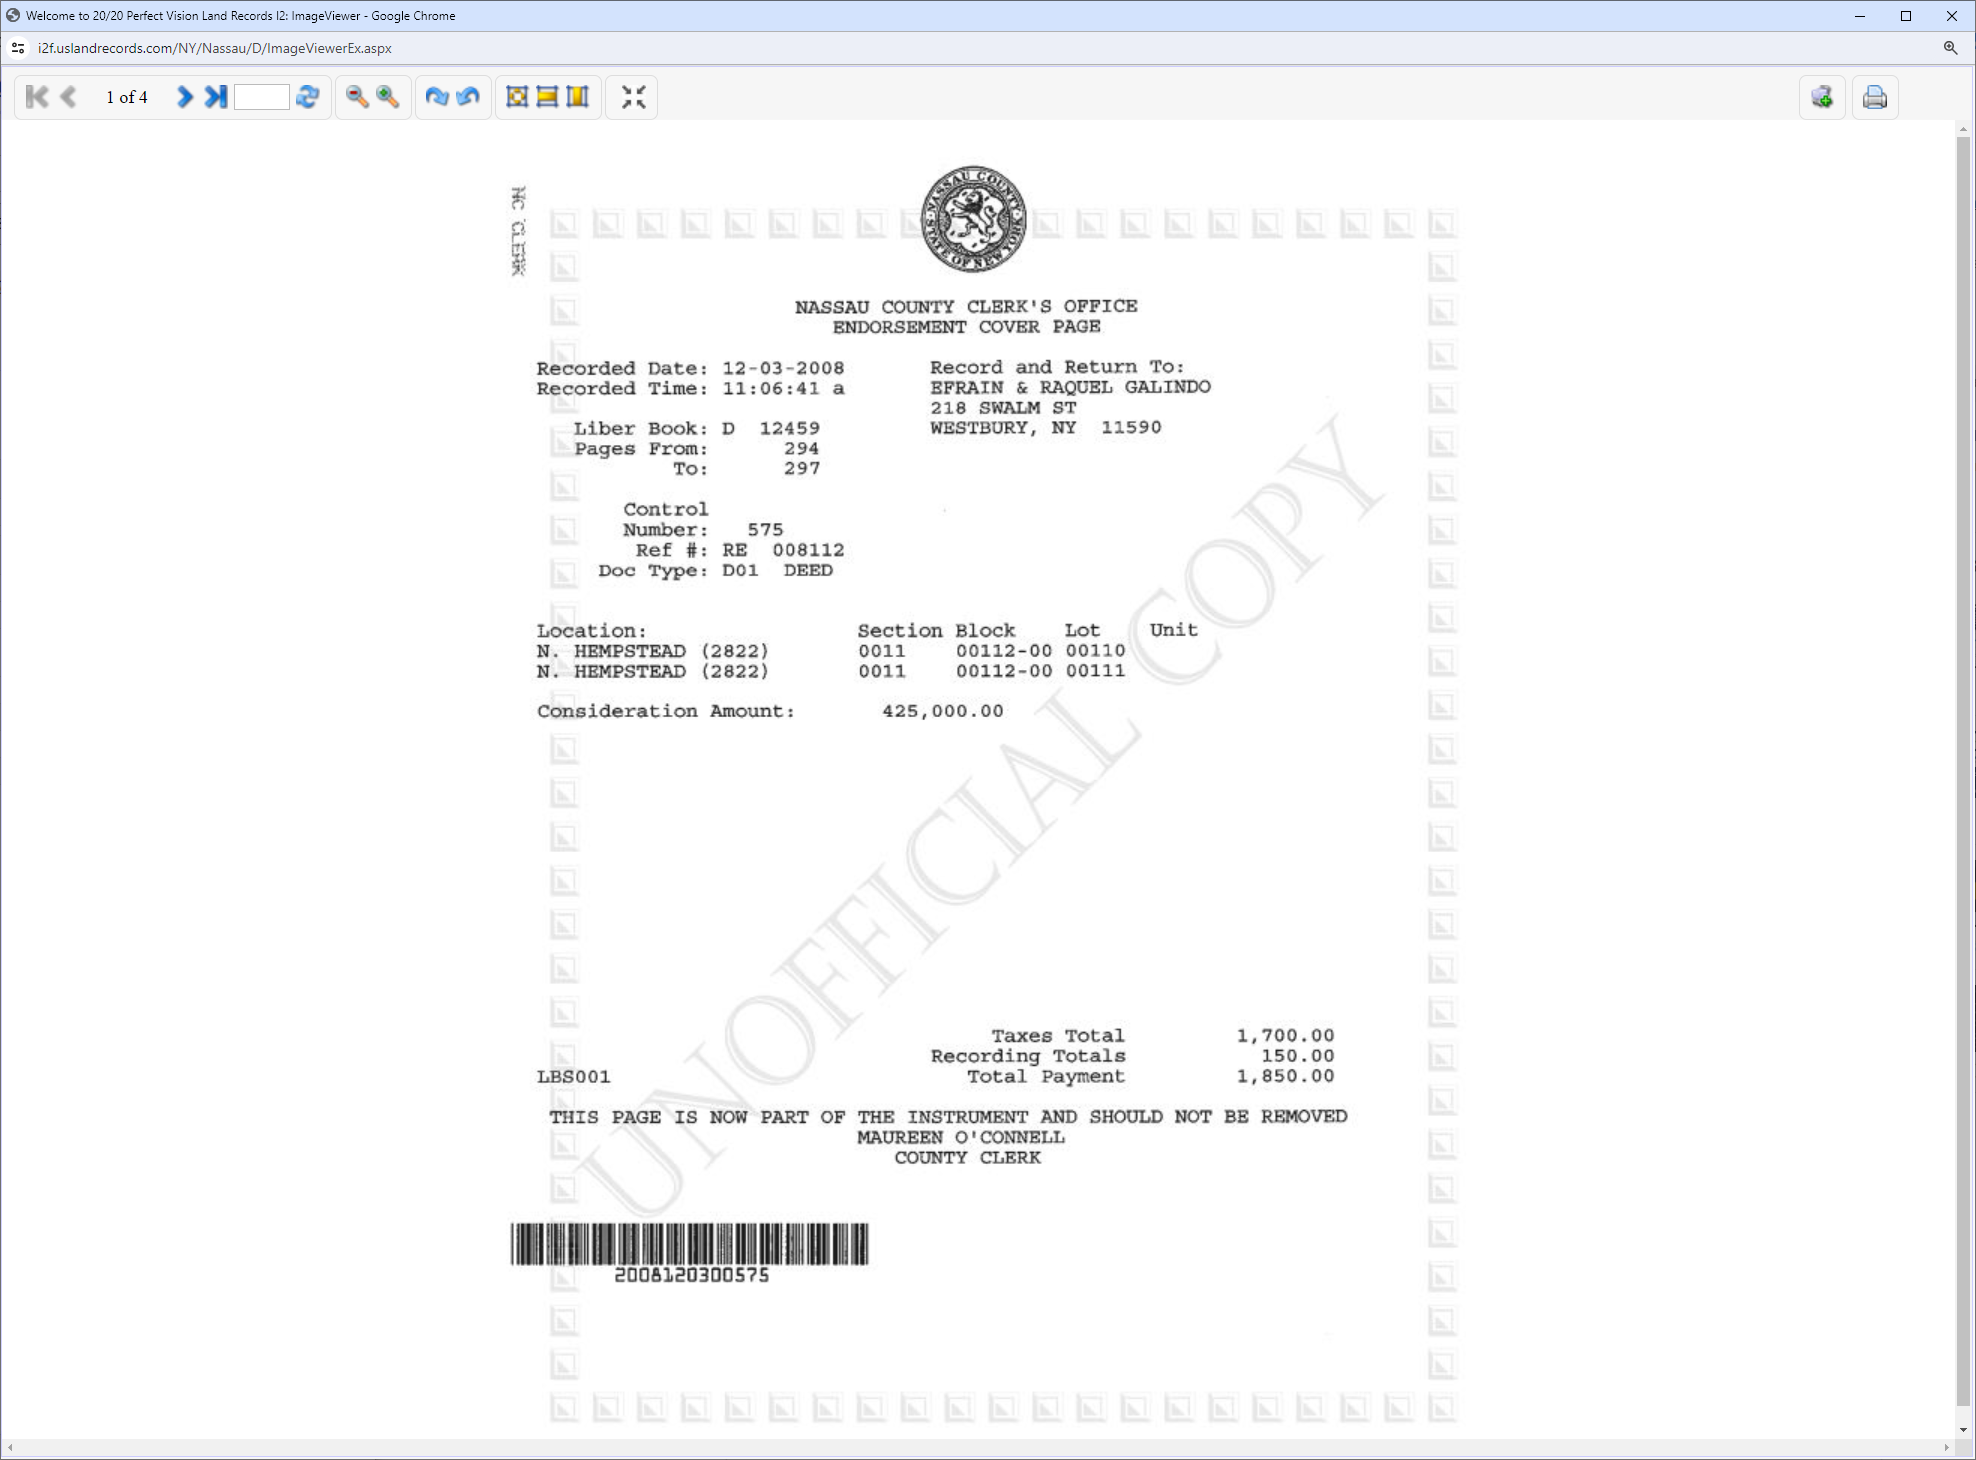 Welcome to 20/20 Perfect Vision Land Records I2: ImageViewer - Google Chrome
i2f.uslandrecords.com/NY/Nassau/D/ImageViewerEx.aspx
1 of 4
NC CLERK
NASSAU COUNTY
STATE OF NEW YORK
NASSAU COUNTY CLERK'S OFFICE
ENDORSEMENT COVER PAGE
Recorded Date: 12-03-2008
Recorded Time: 11:06:41 a
Record and Return To:
EFRAIN & RAQUEL GALINDO
218 SWALM ST
WESTBURY, NY 11590
Liber Book: D 12459
Pages From: 294
To: 297
Control
Number: 575
Ref #: RE 008112
Doc Type: D01 DEED
Location: Section Block Lot Unit
N. HEMPSTEAD (2822) 0011 00112-00 00110
N. HEMPSTEAD (2822) 0011 00112-00 00111
Consideration Amount: 425,000.00
UNOFFICIAL COPY
Taxes Total 1,700.00
Recording Totals 150.00
LBS001 Total Payment 1,850.00
THIS PAGE IS NOW PART OF THE INSTRUMENT AND SHOULD NOT BE REMOVED
MAUREEN O'CONNELL
COUNTY CLERK
2008120300575